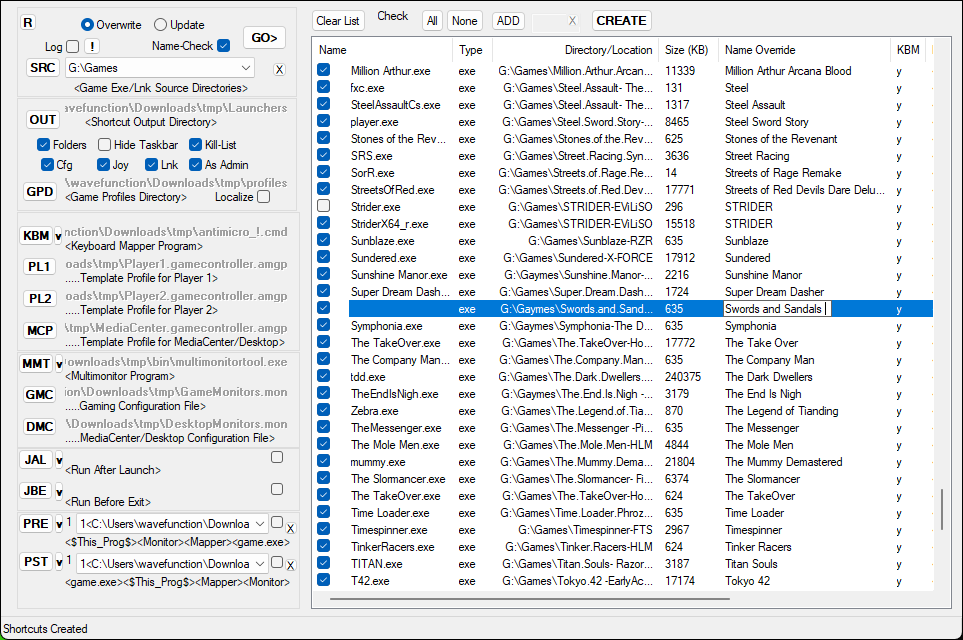 R Overwrite Update GO>
Log ! Name-Check
SRC G:\Games X
<Game Exe/Lnk Source Directories>
OUT avefunction\Downloads\tmp\Launchers
<Shortcut Output Directory>
Folders Hide Taskbar Kill-List
Cfg Joy Lnk As Admin
GPD \wavefunction\Downloads\tmp\profiles
<Game Profiles Directory> Localize
KBM v nction\Downloads\tmp\antimicro_!.cmd
<Keyboard Mapper Program>
PL1 oads\tmp\Player1.gamecontroller.amgp
.....Template Profile for Player 1>
PL2 oads\tmp\Player2.gamecontroller.amgp
.....Template Profile for Player 2>
MCP \tmp\MediaCenter.gamecontroller.amgp
.....Template Profile for MediaCenter/Desktop>
MMT v ownloads\tmp\bin\multimonitortool.exe
<Multimonitor Program>
GMC ion\Downloads\tmp\GameMonitors.mon
.....Gaming Configuration File>
DMC \Downloads\tmp\DesktopMonitors.mon
.....MediaCenter/Desktop Configuration File>
JAL v
<Run After Launch>
JBE v
<Run Before Exit>
PRE v 1 1<C:\Users\wavefunction\Downloa X
<$This_Prog$><Monitor><Mapper><game.exe>
PST v 1 1<C:\Users\wavefunction\Downloa X
<game.exe><$This_Prog$><Mapper><Monitor>
Clear List Check All None ADD X CREATE
Name Type Directory/Location Size (KB) Name Override KBM
Million Arthur.exe exe G:\Games\Million.Arthur.Arcan... 11339 Million Arthur Arcana Blood y
fxc.exe exe G:\Games\Steel.Assault- The... 131 Steel y
SteelAssaultCs.exe exe G:\Games\Steel.Assault- The... 1317 Steel Assault y
player.exe exe G:\Games\Steel.Sword.Story-... 8465 Steel Sword Story y
Stones of the Rev... exe G:\Games\Stones.of.the.Rev... 625 Stones of the Revenant y
SRS.exe exe G:\Games\Street.Racing.Syn... 3636 Street Racing y
SorR.exe exe G:\Games\Streets.of.Rage.Re... 14 Streets of Rage Remake y
StreetsOfRed.exe exe G:\Games\Streets.of.Red.Dev... 17771 Streets of Red Devils Dare Delu... y
Strider.exe exe G:\Games\STRIDER-EViLiSO 296 STRIDER y
StriderX64_r.exe exe G:\Games\STRIDER-EViLiSO 15518 STRIDER y
Sunblaze.exe exe G:\Games\Sunblaze-RZR 635 Sunblaze y
Sundered.exe exe G:\Games\Sundered-X-FORCE 17912 Sundered y
Sunshine Manor.exe exe G:\Gaymes\Sunshine.Manor-... 2216 Sunshine Manor y
Super Dream Dash... exe G:\Games\Super.Dream.Dash... 1724 Super Dream Dasher y
exe G:\Gaymes\Swords.and.Sand... 635 Swords and Sandals y
Symphonia.exe exe G:\Gaymes\Symphonia-The D... 635 Symphonia y
The TakeOver.exe exe G:\Games\The.TakeOver-Ho... 17772 The Take Over y
The Company Man... exe G:\Games\The.Company.Man... 635 The Company Man y
tdd.exe exe G:\Games\The.Dark.Dwellers.... 240375 The Dark Dwellers y
TheEndIsNigh.exe exe G:\Gaymes\The.End.Is.Nigh -... 3179 The End Is Nigh y
Zebra.exe exe G:\Games\The.Legend.of.Tia... 870 The Legend of Tianding y
TheMessenger.exe exe G:\Games\The.Messenger -Pi... 635 The Messenger y
The Mole Men.exe exe G:\Games\The.Mole.Men-HLM 4844 The Mole Men y
mummy.exe exe G:\Games\The.Mummy.Dema... 21804 The Mummy Demastered y
The Slormancer.exe exe G:\Games\The.Slormancer- Fi... 6374 The Slormancer y
The TakeOver.exe exe G:\Games\The.TakeOver-Ho... 624 The TakeOver y
Time Loader.exe exe G:\Games\Time.Loader.Phroz... 635 Time Loader y
Timespinner.exe exe G:\Games\Timespinner-FTS 2967 Timespinner y
TinkerRacers.exe exe G:\Games\Tinker.Racers-HLM 624 Tinker Racers y
TITAN.exe exe G:\Games\Titan.Souls- Razor... 3187 Titan Souls y
T42.exe exe G:\Games\Tokyo.42 -EarlyAc... 17174 Tokyo 42 y
Shortcuts Created